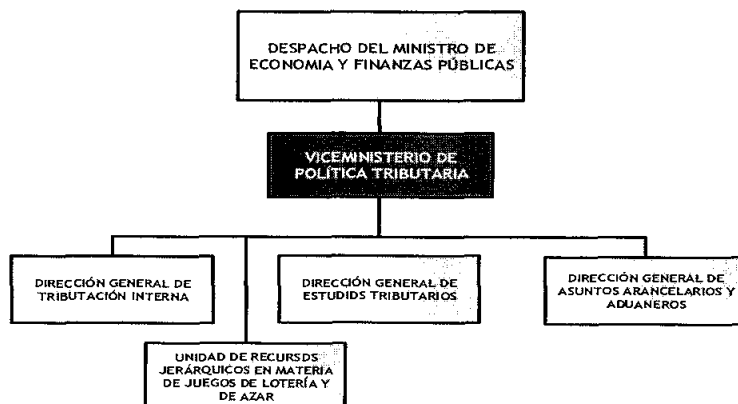 DESPACHO DEL MINISTRO DE
ECONOMIA Y FINANZAS PÚBLICAS
VICEMINISTERIO DE
POLÍTICA TRIBUTARIA
DIRECCIÓN GENERAL DE
TRIBUTACIÓN INTERNA
DIRECCIÓN GENERAL DE
ESTUDIDS TRIBUTARIOS
DIRECCIÓN GENERAL DE
ASUNTOS ARANCELARIOS Y
ADUANEROS
UNIDAD DE RECURSDS
JERÁRQUICOS EN MATERIA
DE JUEGOS DE LOTERÍA Y
DE AZAR